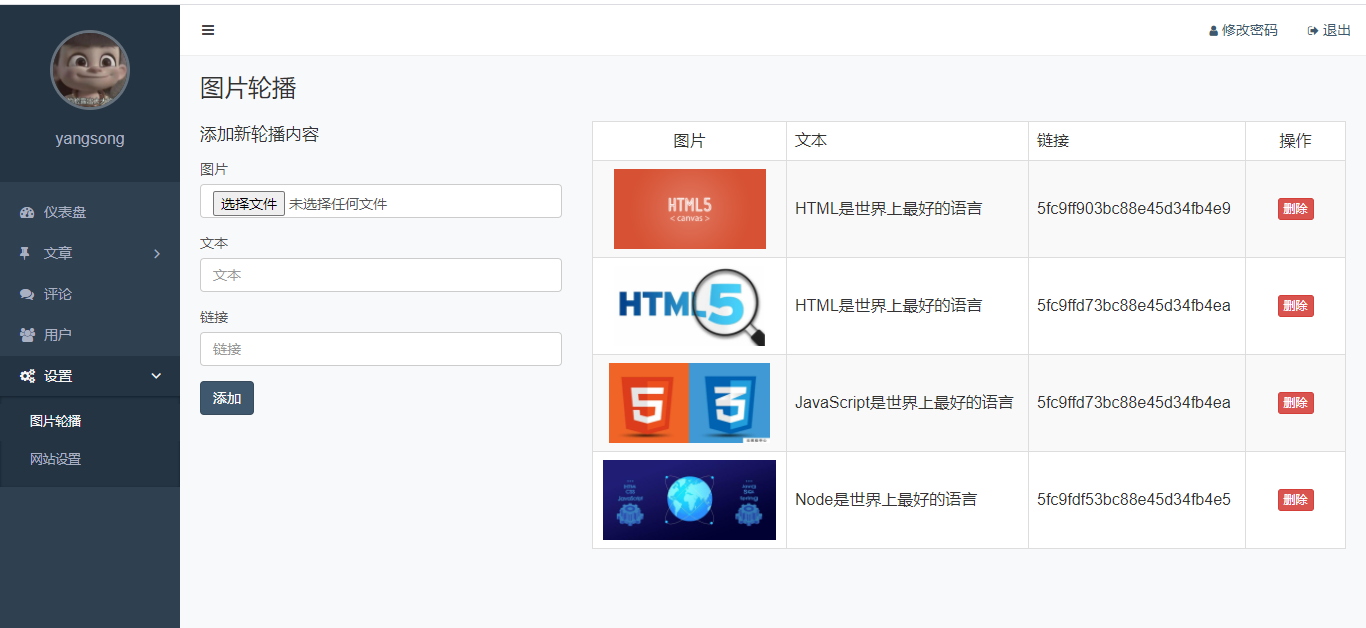 修改密码
退出
yangsong
仪表盘
文章
评论
用户
设置
图片轮播
网站设置
图片轮播
添加新轮播内容
图片
选择文件 未选择任何文件
文本
文本
链接
链接
添加
图片 文本 链接 操作
HTML5
< canvas >
HTML是世界上最好的语言 5fc9ff903bc88e45d34fb4e9 删除
HTML5
HTML是世界上最好的语言 5fc9ffd73bc88e45d34fb4ea 删除
5 3
JavaScript是世界上最好的语言 5fc9ffd73bc88e45d34fb4ea 删除
Node是世界上最好的语言 5fc9fdf53bc88e45d34fb4e5 删除